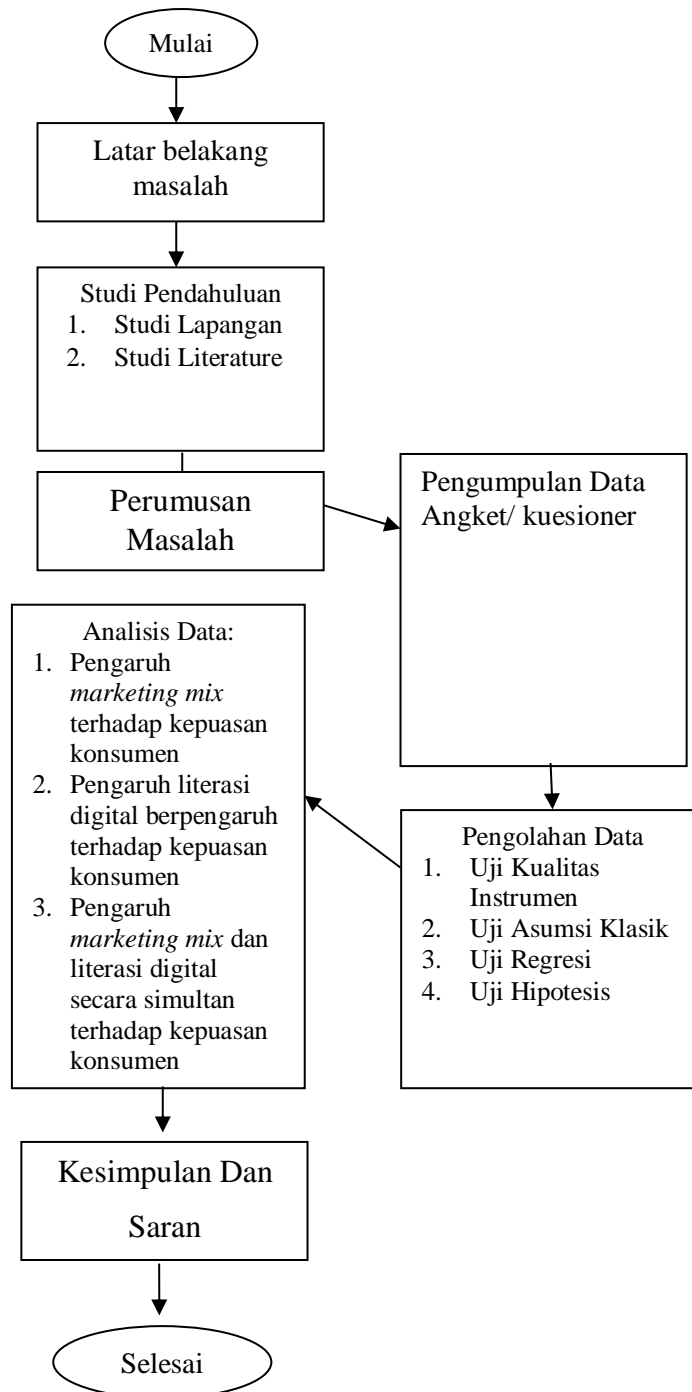 Mulai
Latar belakang
masalah
Studi Pendahuluan
1. Studi Lapangan
2. Studi Literature
Perumusan
Masalah
Pengumpulan Data
Angket/ kuesioner
Pengolahan Data
1. Uji Kualitas
Instrumen
2. Uji Asumsi Klasik
3. Uji Regresi
4. Uji Hipotesis
Analisis Data:
1. Pengaruh
marketing mix
terhadap kepuasan
konsumen
2. Pengaruh literasi
digital berpengaruh
terhadap kepuasan
konsumen
3. Pengaruh
marketing mix dan
literasi digital
secara simultan
terhadap kepuasan
konsumen
Kesimpulan Dan
Saran
Selesai